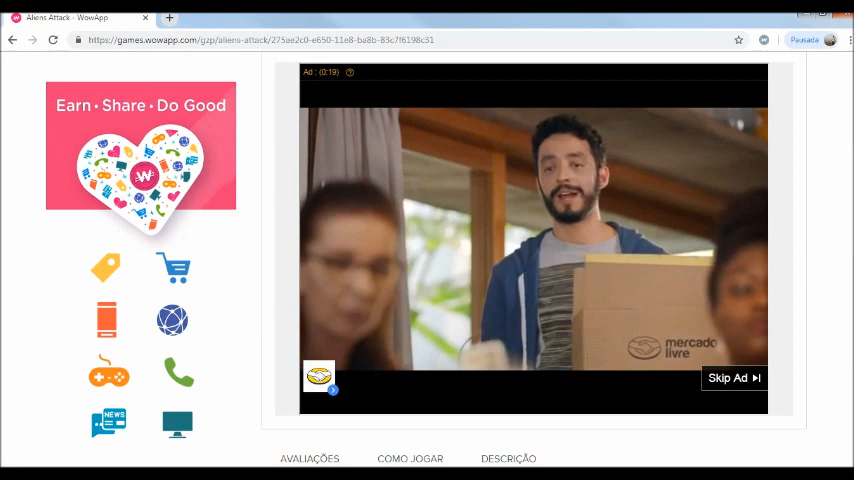 Aliens Attack - WowApp
https://games.wowapp.com/gzp/aliens-attack/275ae2c0-e650-11e8-ba8b-83c7f6198c31
Pausada
Ad : (0:19)
Earn • Share • Do Good
W
NEWS
mercado
livre
Skip Ad
AVALIAÇÕES
COMO JOGAR
DESCRIÇÃO